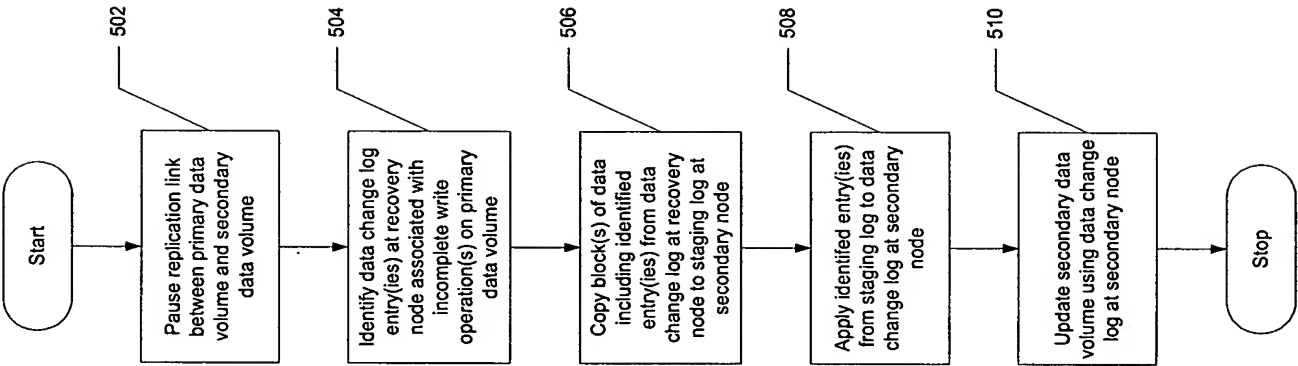 Start
502
Pause replication link
between primary data
volume and secondary
data volume
504
Identify data change log
entry(ies) at recovery
node associated with
incomplete write
operation(s) on primary
data volume
506
Copy block(s) of data
including identified
entry(ies) from data
change log at recovery
node to staging log at
secondary node
508
Apply identifed entry(ies)
from staging log to data
change log at secondary
node
510
Update secondary data
volume using data change
log at secondary node
Stop